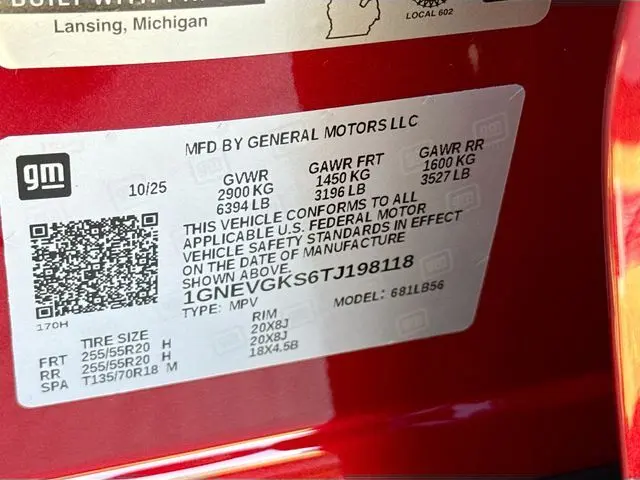 Lansing, Michigan
LOCAL 602
MFD BY GENERAL MOTORS LLC
gm
10/25
GVWR
2900 KG
6394 LB
GAWR FRT
1450 KG
3196 LB
GAWR RR
1600 KG
3527 LB
THIS VEHICLE CONFORMS TO ALL
APPLICABLE U.S. FEDERAL MOTOR
VEHICLE SAFETY STANDARDS IN EFFECT
ON THE DATE OF MANUFACTURE
SHOWN ABOVE.
1GNEVGKS6TJ198118
TYPE: MPV MODEL: 681LB56
170H
TIRE SIZE RIM
FRT 255/55R20 H 20X8J
RR 255/55R20 H 20X8J
SPA T135/70R18 M 18X4.5B